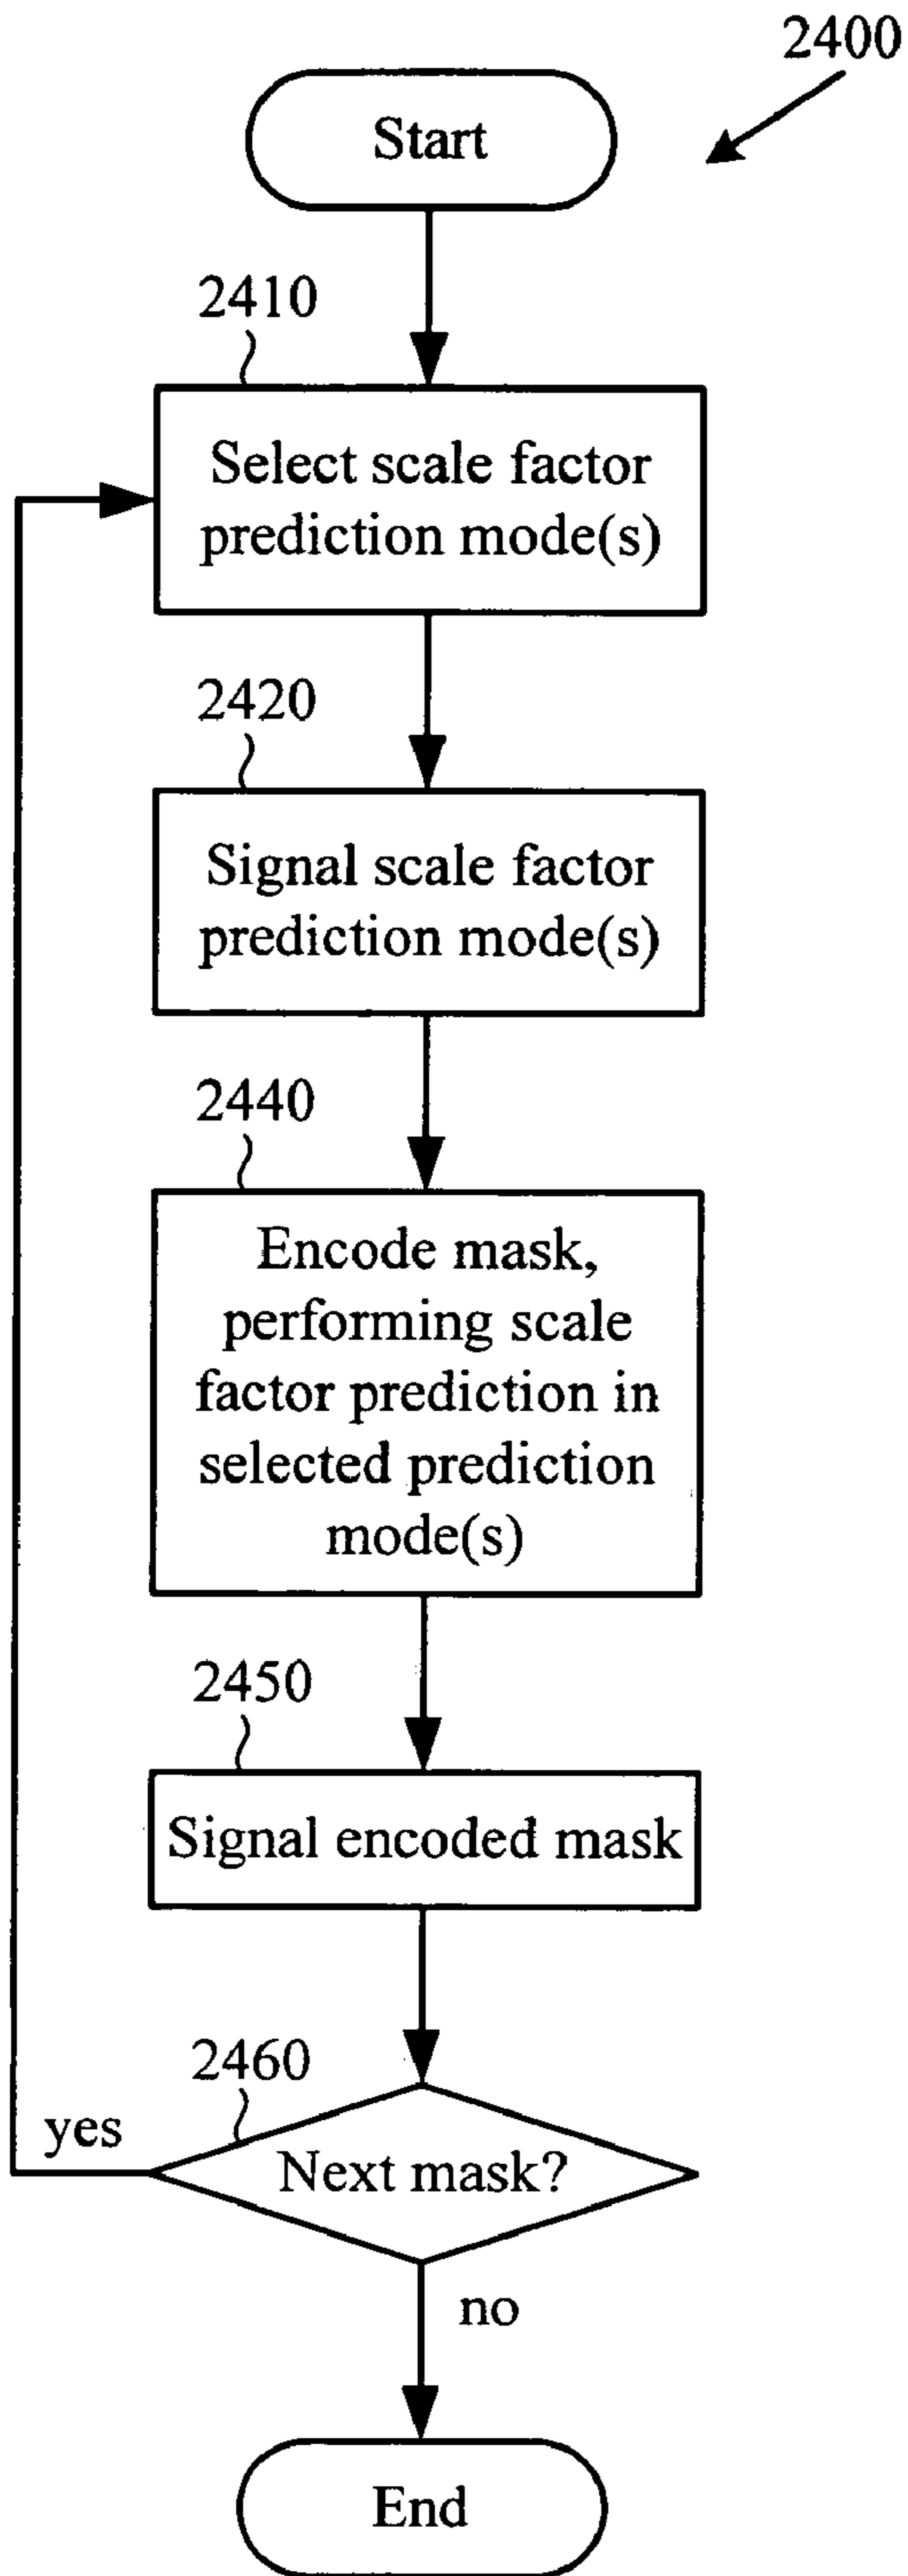 2400
Start
2410
Select scale factor
prediction mode(s)
2420
Signal scale factor
prediction mode(s)
2440
Encode mask,
performing scale
factor prediction in
selected prediction
mode(s)
2450
Signal encoded mask
2460
yes
Next mask?
no
End